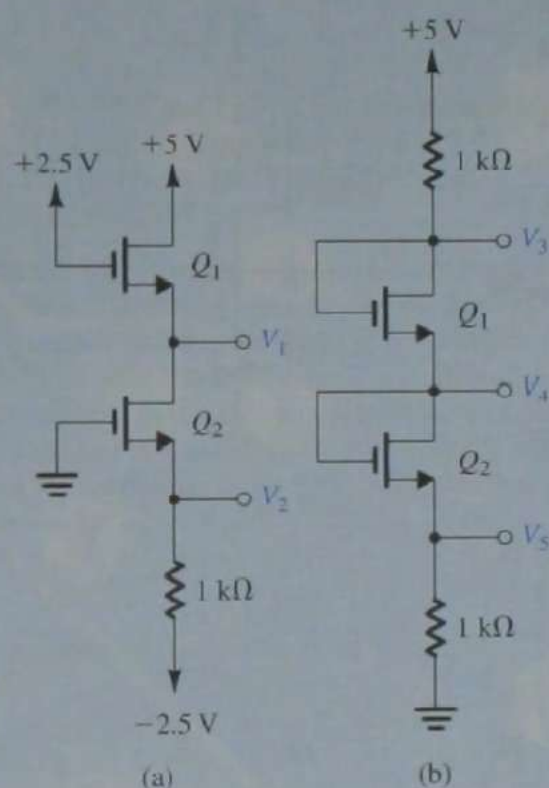 +5 V
1 kΩ
+2.5 V
+5 V
Q1
V1
Q2
V2
1 kΩ
−2.5 V
(a)
V3
Q1
V4
Q2
V5
1 kΩ
(b)